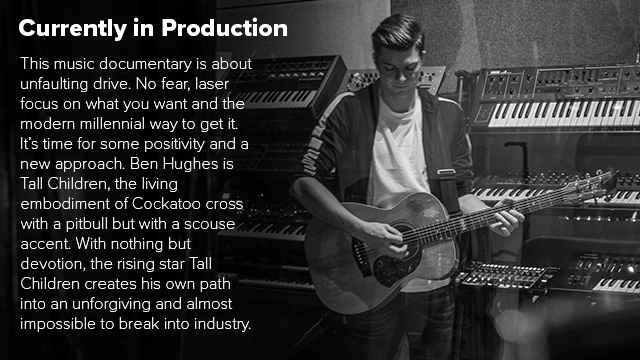 Currently in Production
This music documentary is about
unfaulting drive. No fear, laser
focus on what you want and the
modern millennial way to get it.
It's time for some positivity and a
new approach. Ben Hughes is
Tall Children, the living
embodiment of Cockatoo cross
with a pitbull but with a scouse
accent. With nothing but
devotion, the rising star Tall
Children creates his own path
into an unforgiving and almost
impossible to break into industry.